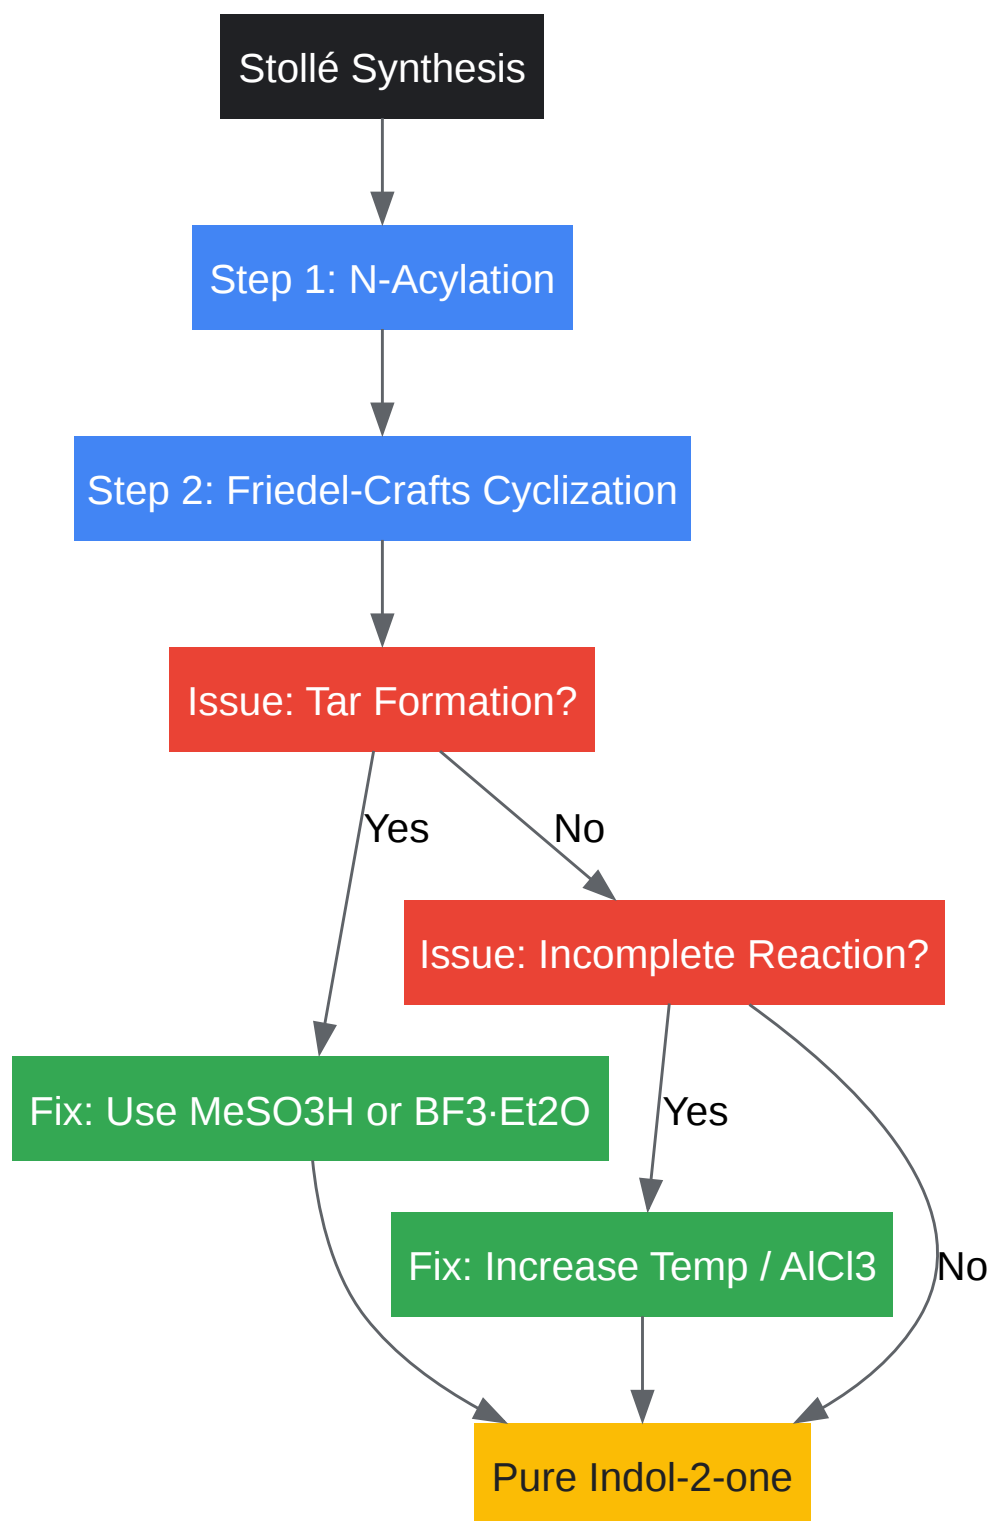 Stollé Synthesis
Step 1: N-Acylation
Step 2: Friedel-Crafts Cyclization
Issue: Tar Formation?
Yes
No
Issue: Incomplete Reaction?
Fix: Use MeSO3H or BF3·Et2O
Yes
Fix: Increase Temp / AlCl3
No
Pure Indol-2-one